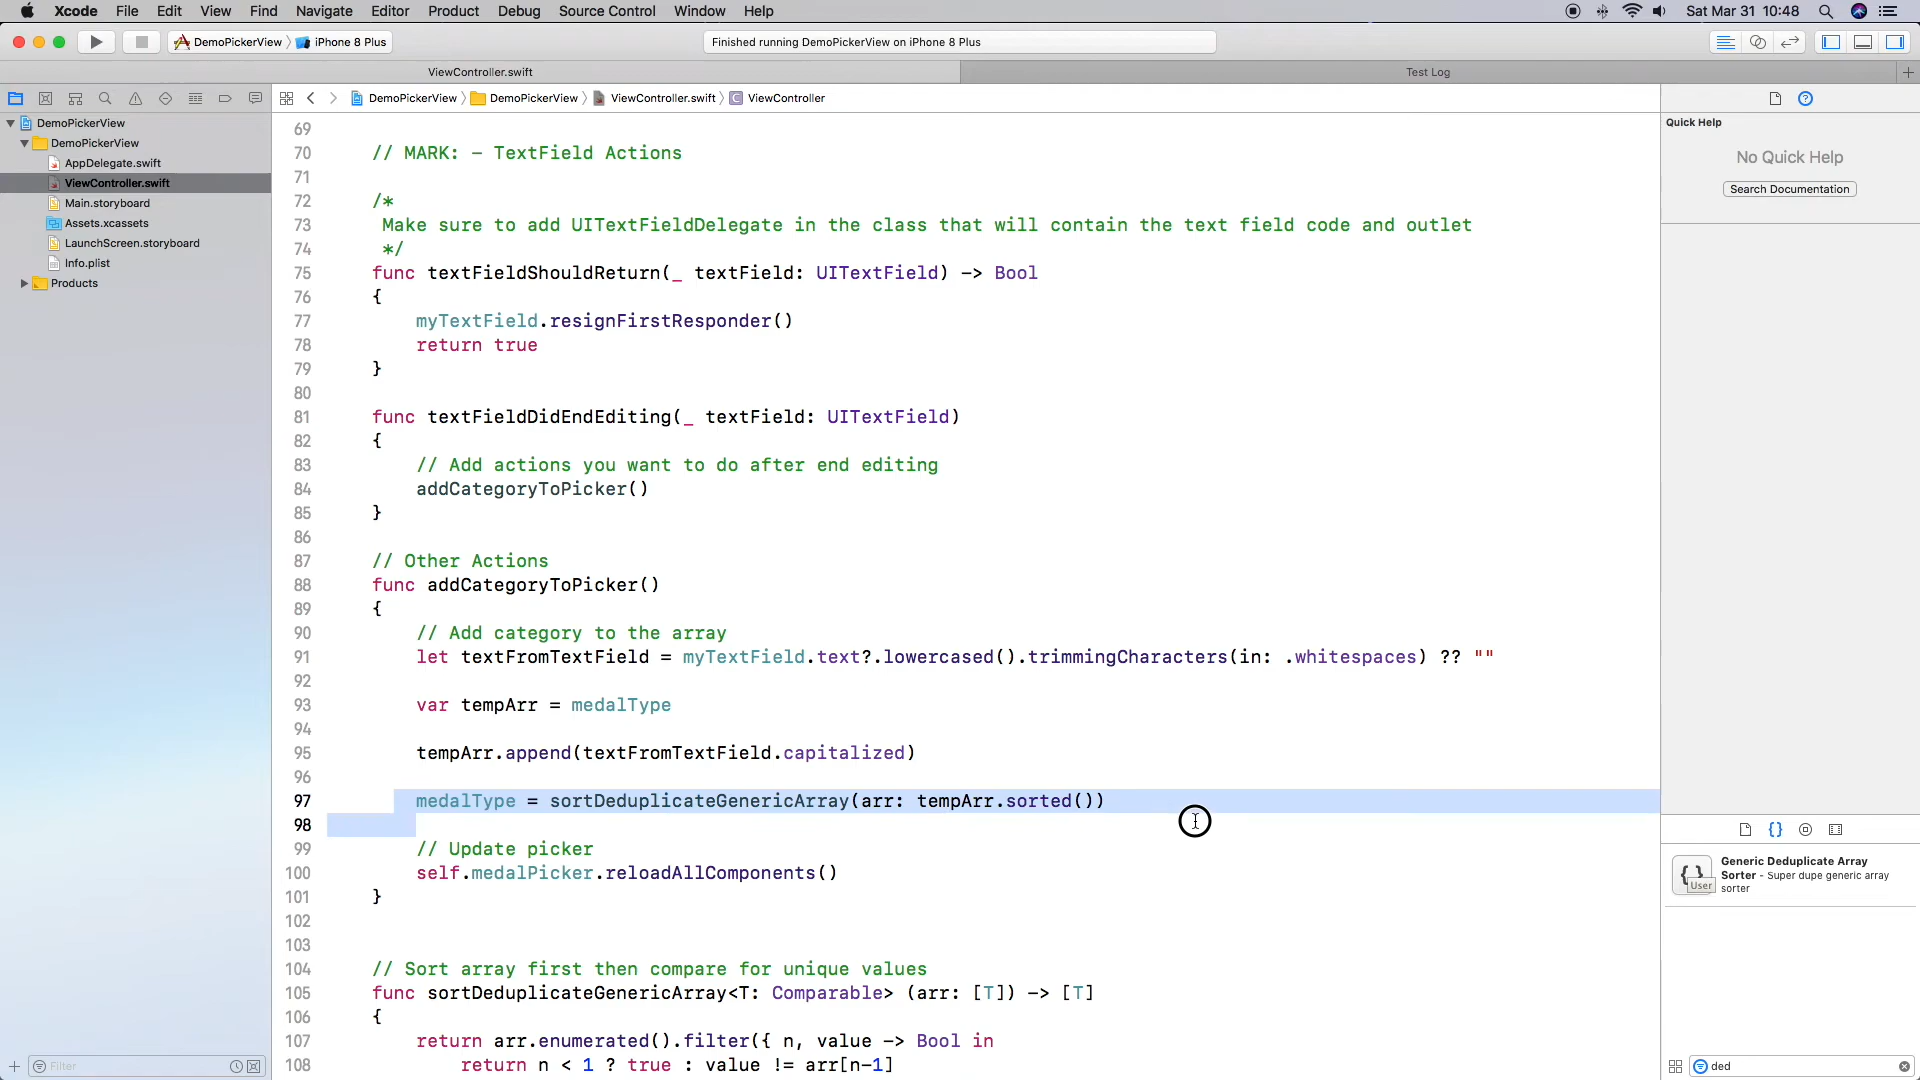 Xcode File Edit View Find Navigate Editor Product Debug Source Control Window Help Sat Mar 31 10:48
DemoPickerView iPhone 8 Plus Finished running DemoPickerView on iPhone 8 Plus
ViewController.swift Test Log
DemoPickerView DemoPickerView ViewController.swift C ViewController
DemoPickerView
DemoPickerView
AppDelegate.swift
ViewController.swift
Main.storyboard
Assets.xcassets
LaunchScreen.storyboard
Info.plist
Products
Filter
69
70 // MARK: - TextField Actions
71
72 /*
73 Make sure to add UITextFieldDelegate in the class that will contain the text field code and outlet
74 */
75 func textFieldShouldReturn(_ textField: UITextField) -> Bool
76 {
77 myTextField.resignFirstResponder()
78 return true
79 }
80
81 func textFieldDidEndEditing(_ textField: UITextField)
82 {
83 // Add actions you want to do after end editing
84 addCategoryToPicker()
85 }
86
87 // Other Actions
88 func addCategoryToPicker()
89 {
90 // Add category to the array
91 let textFromTextField = myTextField.text?.lowercased().trimmingCharacters(in: .whitespaces) ?? ""
92
93 var tempArr = medalType
94
95 tempArr.append(textFromTextField.capitalized)
96
97 medalType = sortDeduplicateGenericArray(arr: tempArr.sorted())
98
99 // Update picker
100 self.medalPicker.reloadAllComponents()
101 }
102
103
104 // Sort array first then compare for unique values
105 func sortDeduplicateGenericArray<T: Comparable> (arr: [T]) -> [T]
106 {
107 return arr.enumerated().filter({ n, value -> Bool in
108 return n < 1 ? true : value != arr[n-1]
Quick Help
No Quick Help
Search Documentation
{ } User
Generic Deduplicate Array
Sorter - Super dupe generic array
sorter
ded